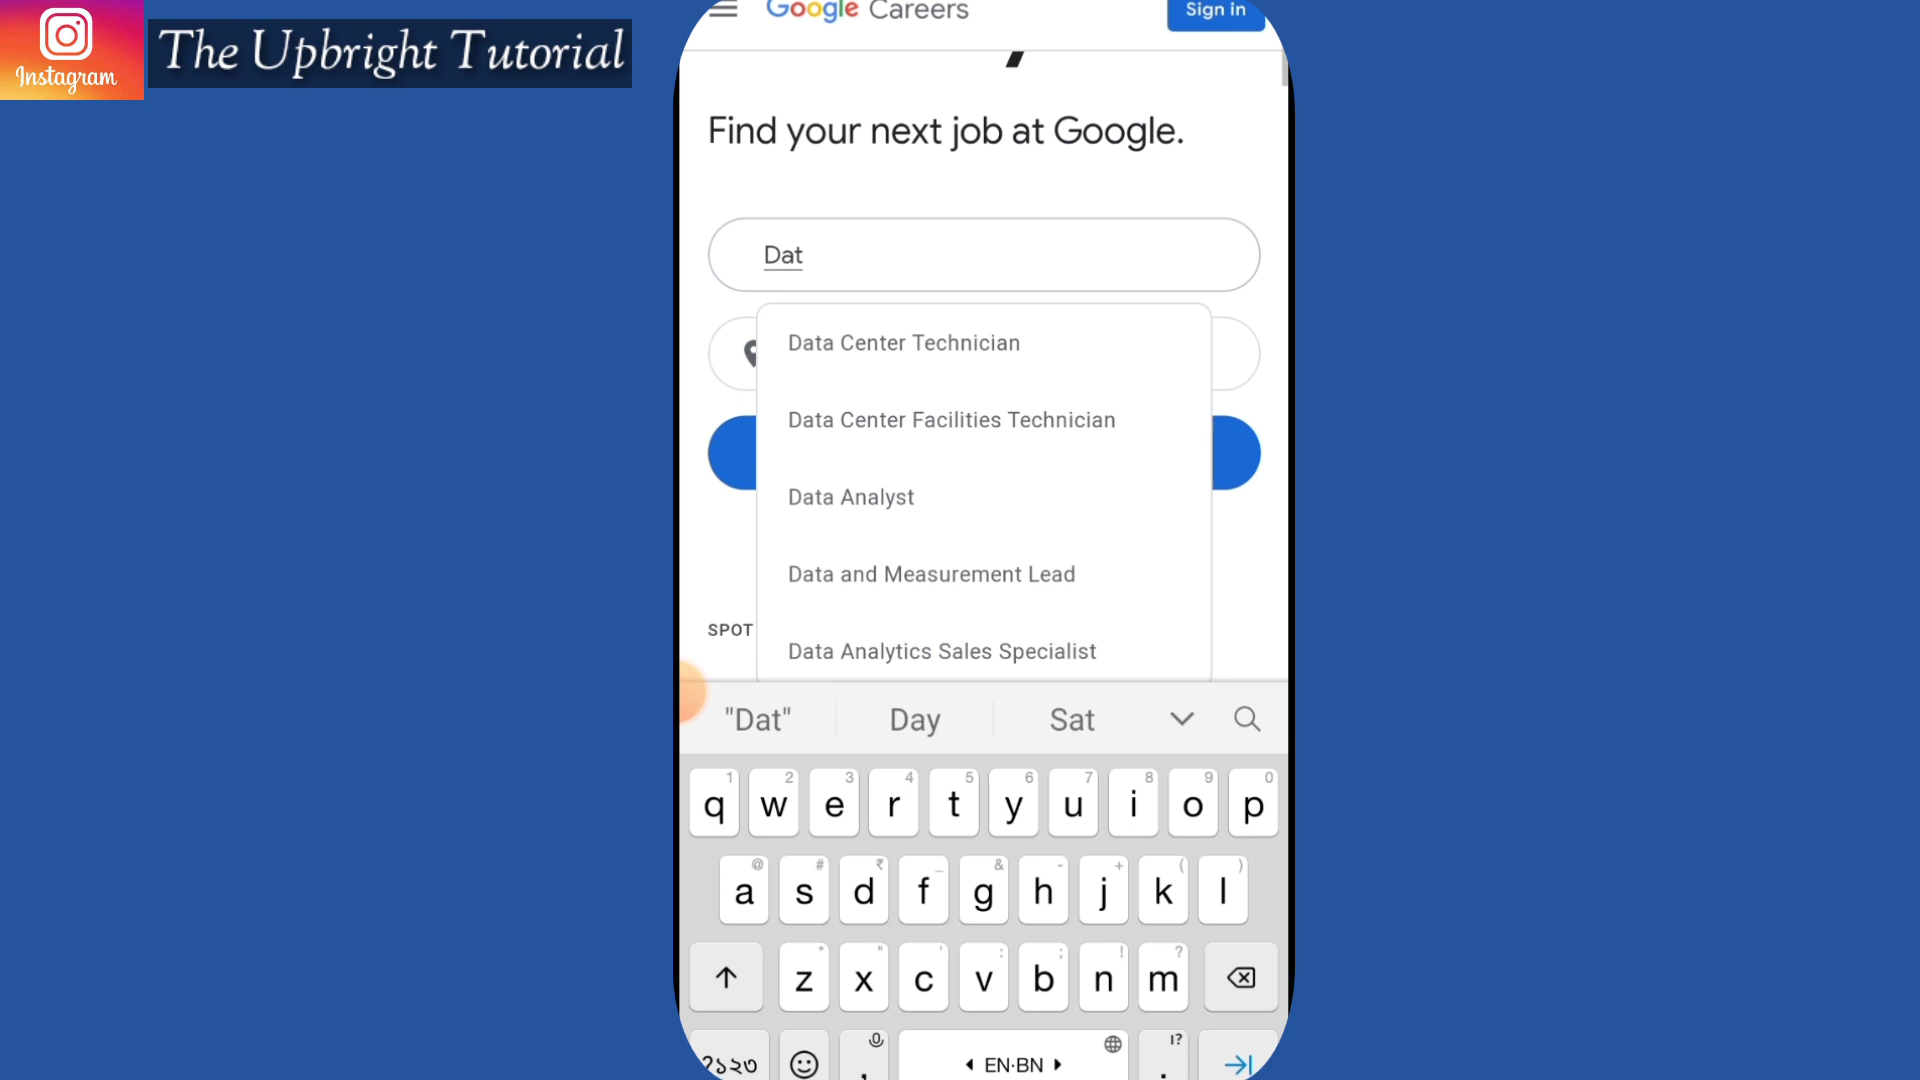 Instagram
The Upbright Tutorial
Google Careers
Sign in
Find your next job at Google.
Dat
Data Center Technician
Data Center Facilities Technician
Data Analyst
Data and Measurement Lead
SPOT
Data Analytics Sales Specialist
"Dat" Day Sat
1 2 3 4 5 6 7 8 9 0
q w e r t y u i o p
@ # ₹ _ & - + ( )
a s d f g h j k l
* " ' : ; ! ?
z x c v b n m
!?
?১২৩ , EN·BN .